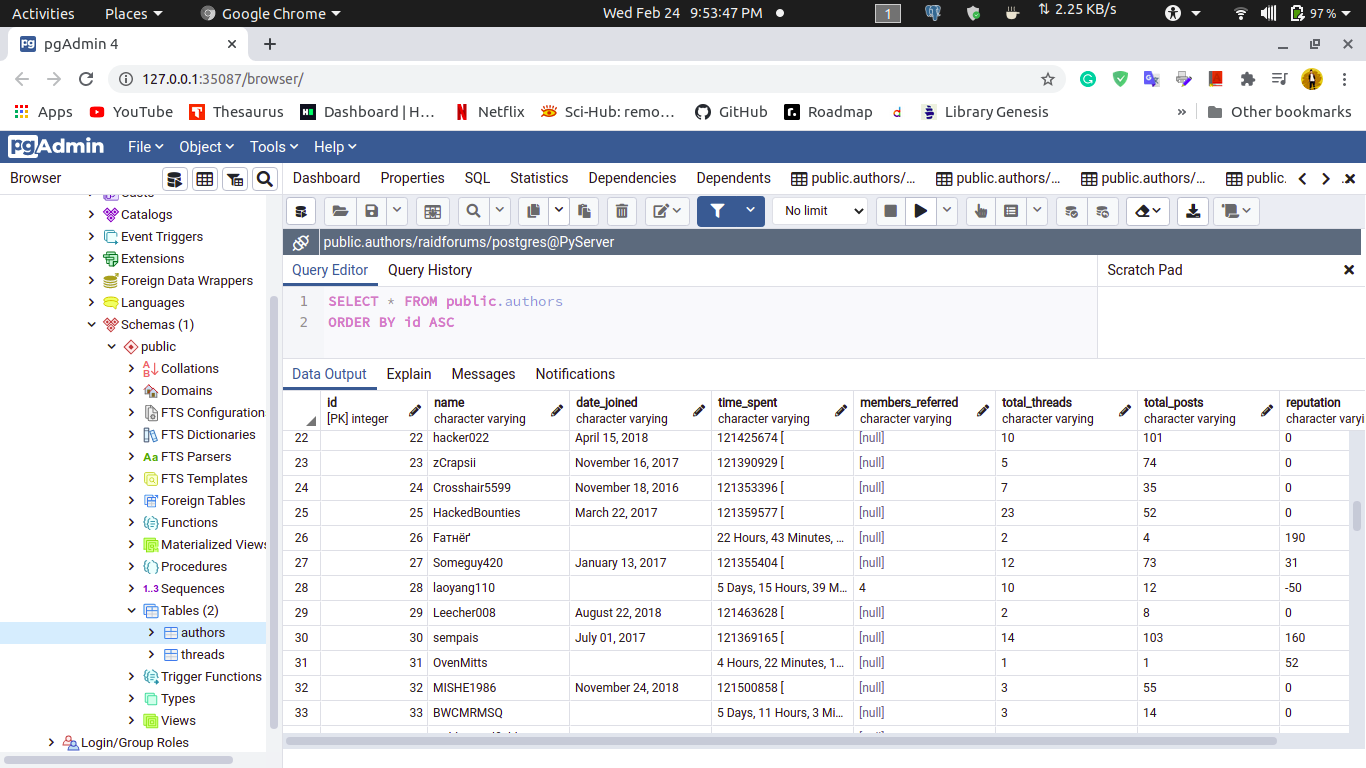 Activities Places Google Chrome Wed Feb 24 9:53:47 PM 1 2.25 KB/s 97 %
pgAdmin 4
127.0.0.1:35087/browser/
Apps YouTube Thesaurus Dashboard | H... Netflix Sci-Hub: remo... GitHub Roadmap Library Genesis » Other bookmarks
pgAdmin File Object Tools Help
Browser Dashboard Properties SQL Statistics Dependencies Dependents public.authors/... public.authors/... public.authors/... public.
No limit
public.authors/raidforums/postgres@PyServer
Query Editor Query History Scratch Pad
1 SELECT * FROM public.authors
2 ORDER BY id ASC
Catalogs
Event Triggers
Extensions
Foreign Data Wrappers
Languages
Schemas (1)
public
Collations
Domains
FTS Configuration
FTS Dictionaries
FTS Parsers
FTS Templates
Foreign Tables
Functions
Materialized Views
Procedures
1..3 Sequences
Tables (2)
authors
threads
Trigger Functions
Types
Views
Login/Group Roles
Data Output Explain Messages Notifications
id name date_joined time_spent members_referred total_threads total_posts reputation
[PK] integer character varying character varying character varying character varying character varying character varying character varyi
22 22 hacker022 April 15, 2018 121425674 [ [null] 10 101 0
23 23 zCrapsii November 16, 2017 121390929 [ [null] 5 74 0
24 24 Crosshair5599 November 18, 2016 121353396 [ [null] 7 35 0
25 25 HackedBounties March 22, 2017 121359577 [ [null] 23 52 0
26 26 Fатнёґ 22 Hours, 43 Minutes, ... [null] 2 4 190
27 27 Someguy420 January 13, 2017 121355404 [ [null] 12 73 31
28 28 laoyang110 5 Days, 15 Hours, 39 M... 4 10 12 -50
29 29 Leecher008 August 22, 2018 121463628 [ [null] 2 8 0
30 30 sempais July 01, 2017 121369165 [ [null] 14 103 160
31 31 OvenMitts 4 Hours, 22 Minutes, 1... [null] 1 1 52
32 32 MISHE1986 November 24, 2018 121500858 [ [null] 3 55 0
33 33 BWCMRMSQ 5 Days, 11 Hours, 3 Mi... [null] 3 14 0